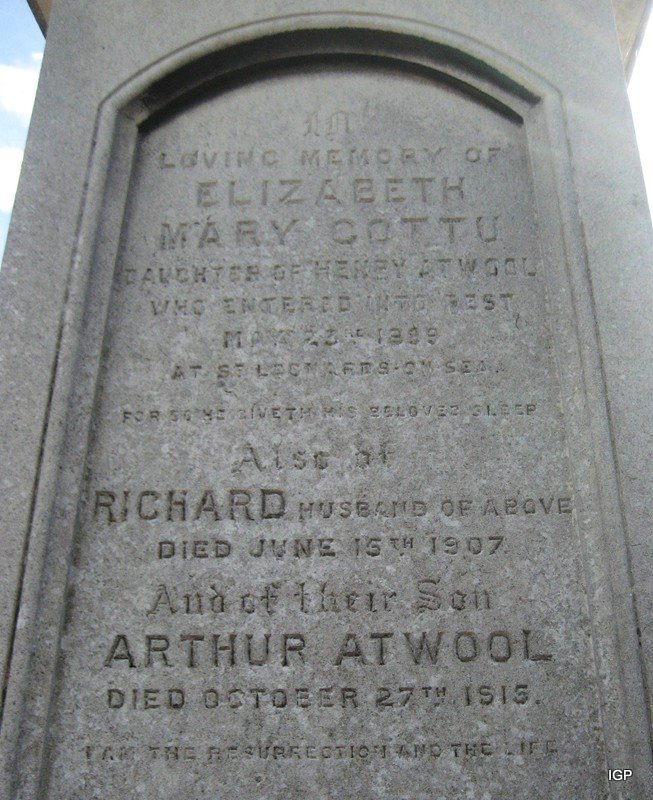 In
LOVING MEMORY OF
ELIZABETH
MARY COTTU
DAUGHTER OF HENRY ATWOOL
WHO ENTERED INTO REST
MAY 1899
AT ST LEONARDS-ON-SEA.
FOR SO HE GIVETH HIS BELOVED SLEEP
Also of
RICHARD HUSBAND OF ABOVE
DIED JUNE 15TH 1907.
And of their Son
ARTHUR ATWOOL
DIED OCTOBER 27TH 1915.
I AM THE RESURRECTION AND THE LIFE
IGP